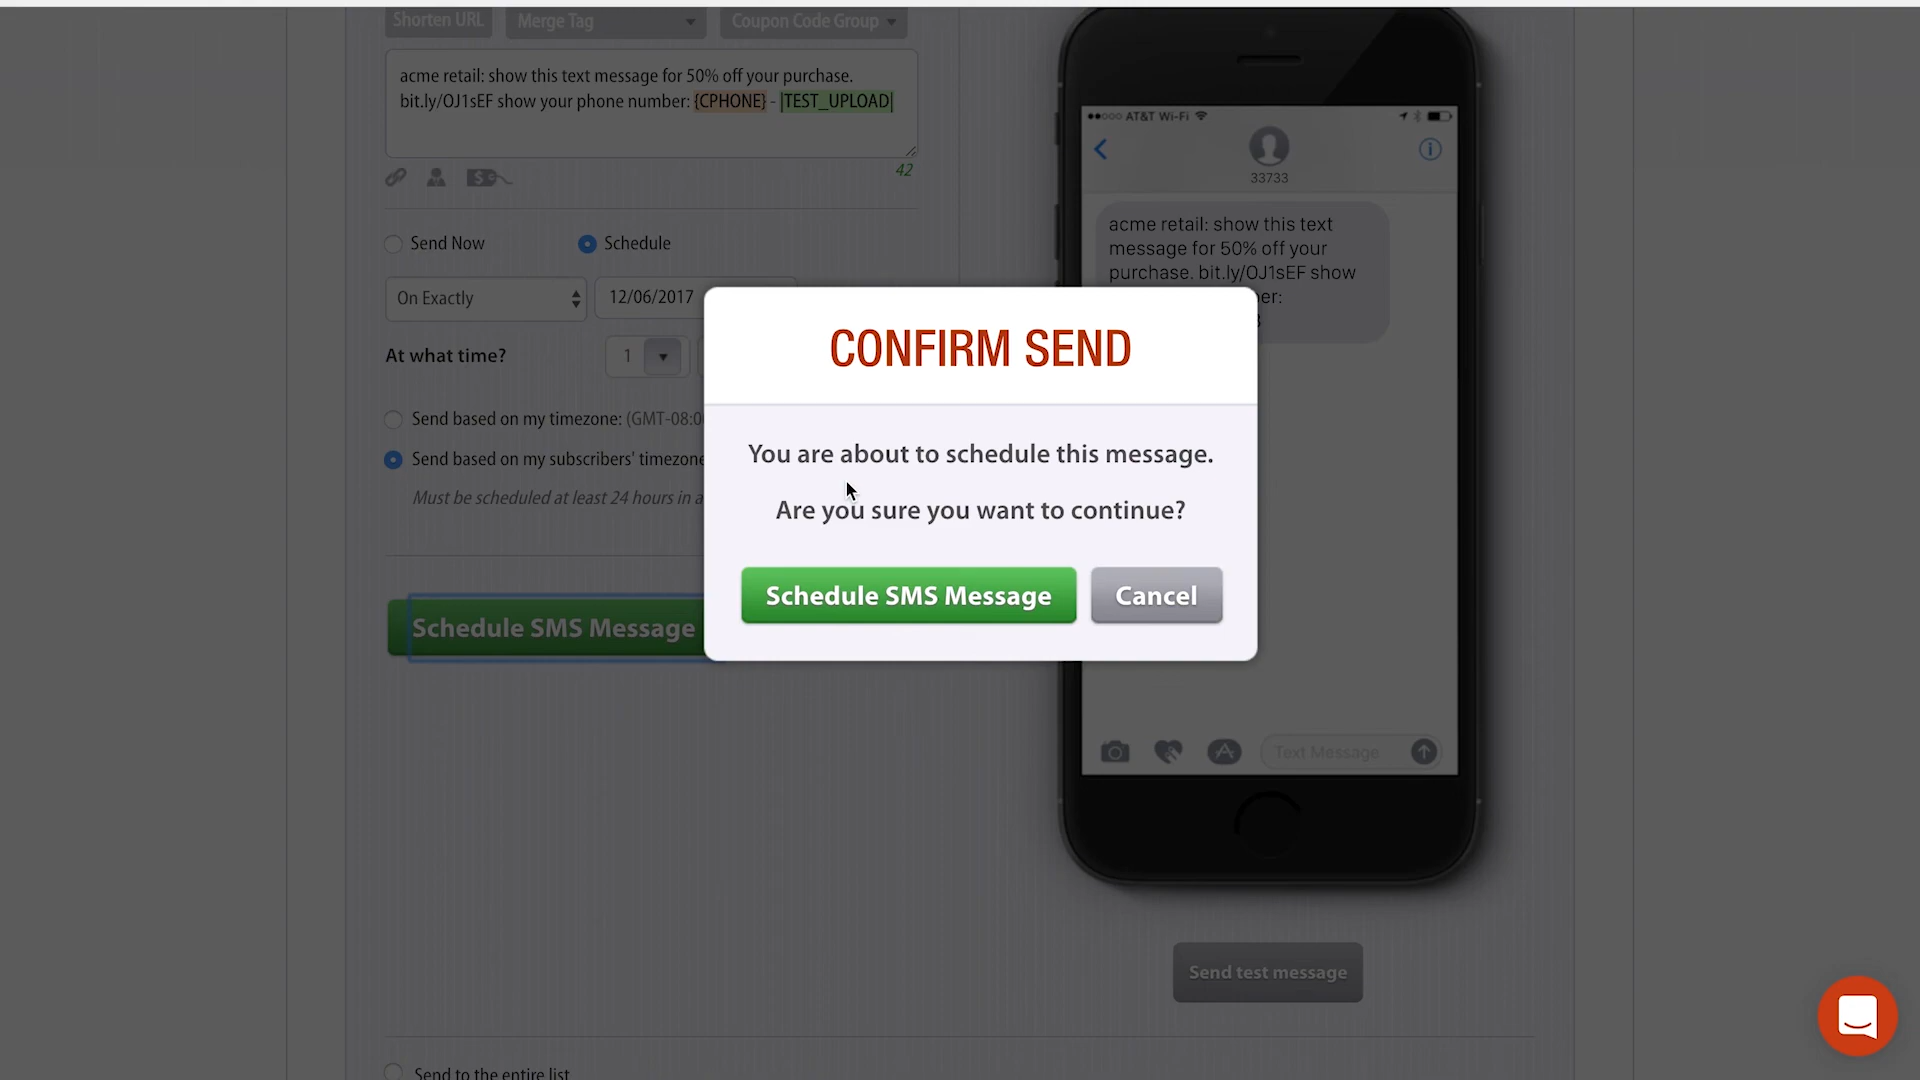 Shorten URL
Merge Tag
Coupon Code Group
acme retail: show this text message for 50% off your purchase.
bit.ly/OJ1sEF show your phone number: {CPHONE} - |TEST_UPLOAD|
42
Send Now
Schedule
On Exactly
12/06/2017
At what time?
1
Send based on my timezone: (GMT-08:0
Send based on my subscribers' timezone
Must be scheduled at least 24 hours in a
Schedule SMS Message
AT&T Wi-Fi
33733
acme retail: show this text
message for 50% off your
purchase. bit.ly/OJ1sEF show
er:
CONFIRM SEND
You are about to schedule this message.
Are you sure you want to continue?
Schedule SMS Message
Cancel
Text Message
Send test message
Send to the entire list